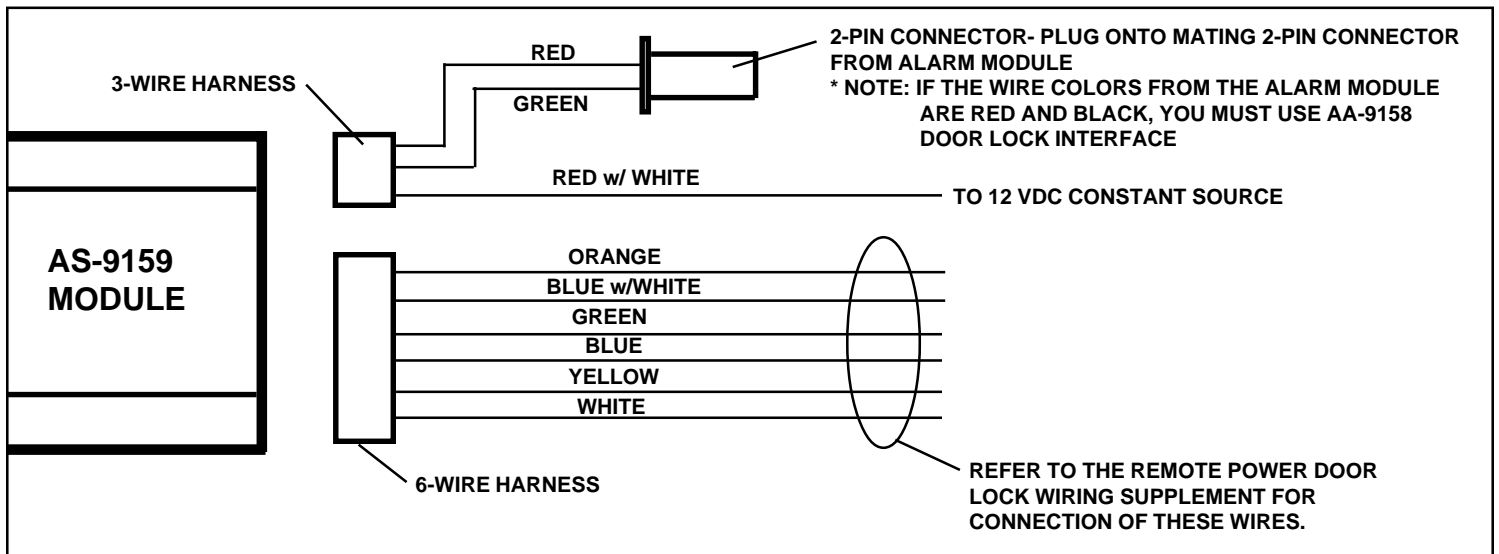 2-PIN CONNECTOR- PLUG ONTO MATING 2-PIN CONNECTOR
FROM ALARM MODULE
* NOTE: IF THE WIRE COLORS FROM THE ALARM MODULE
ARE RED AND BLACK, YOU MUST USE AA-9158
DOOR LOCK INTERFACE
RED
3-WIRE HARNESS
GREEN
RED w/ WHITE
TO 12 VDC CONSTANT SOURCE
AS-9159
MODULE
ORANGE
BLUE w/WHITE
GREEN
BLUE
YELLOW
WHITE
6-WIRE HARNESS
REFER TO THE REMOTE POWER DOOR
LOCK WIRING SUPPLEMENT FOR
CONNECTION OF THESE WIRES.